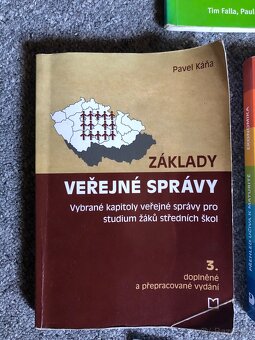 Tim Falla, Paul
Pavel Káňa
ZÁKLADY
VEŘEJNÉ SPRÁVY
Vybrané kapitoly veřejné správy pro
studium žáků středních škol
3.
doplněné
a přepracované vydání